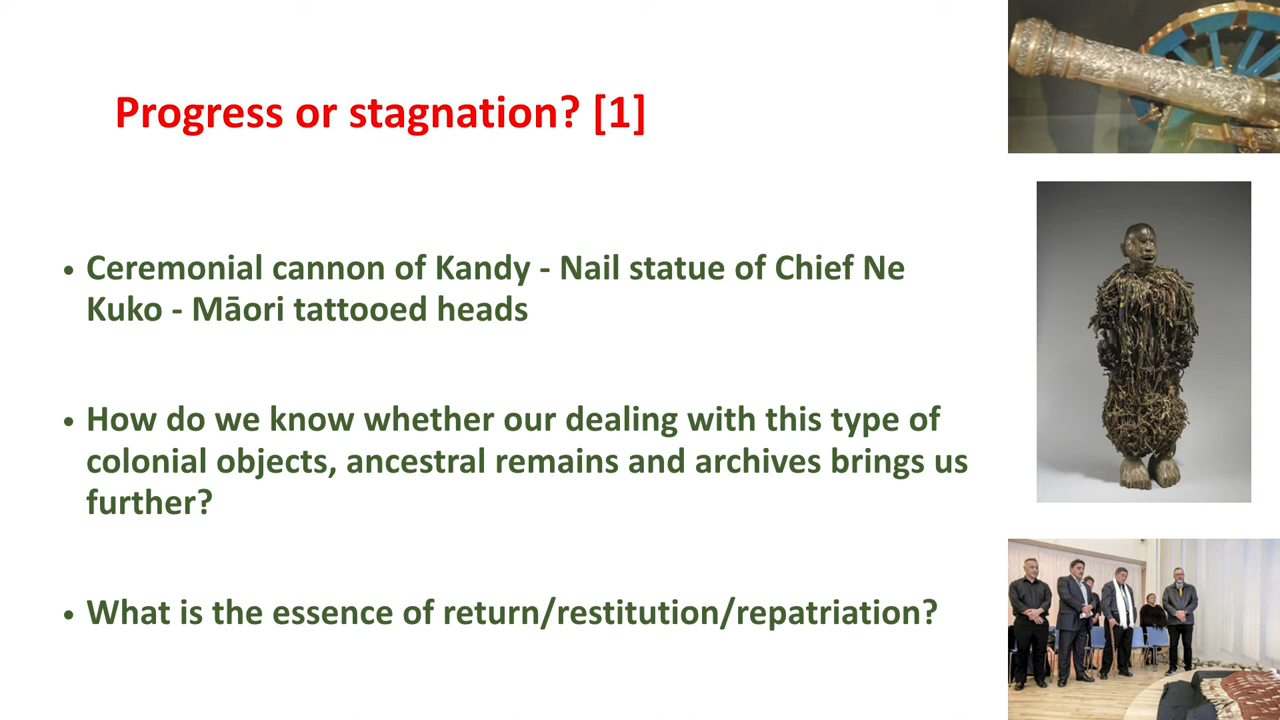 Progress or stagnation? [1]
• Ceremonial cannon of Kandy - Nail statue of Chief Ne
Kuko - Māori tattooed heads
• How do we know whether our dealing with this type of
colonial objects, ancestral remains and archives brings us
further?
• What is the essence of return/restitution/repatriation?